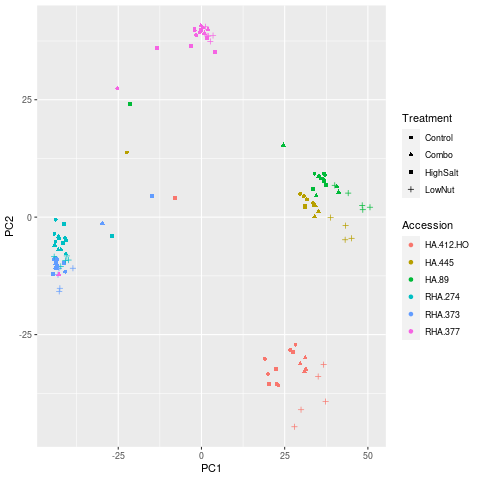 25
0
-25
PC2
-25
0
25
50
PC1
Treatment
Control
Combo
HighSalt
LowNut
Accession
HA.412.HO
HA.445
HA.89
RHA.274
RHA.373
RHA.377